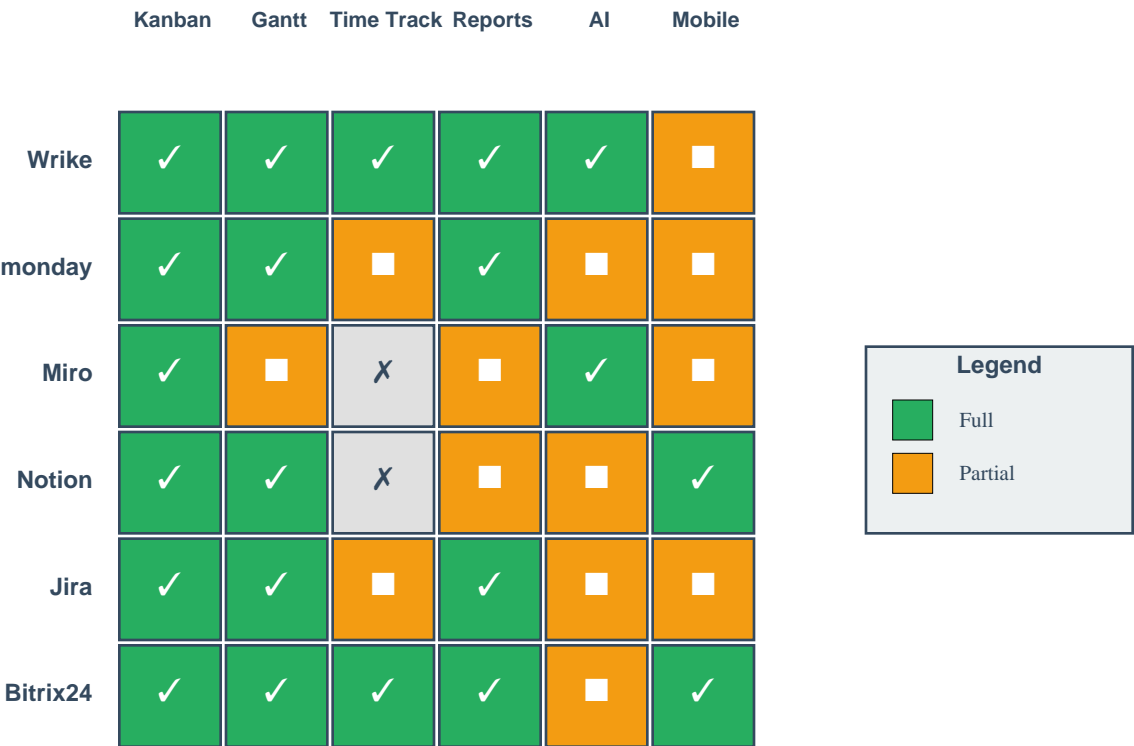 Kanban Gantt Time Track Reports AI Mobile
Wrike ✓ ✓ ✓ ✓ ✓ ■
monday ✓ ✓ ■ ✓ ■ ■
Miro ✓ ■ ✗ ■ ✓ ■
Notion ✓ ✓ ✗ ■ ■ ✓
Jira ✓ ✓ ■ ✓ ■ ■
Bitrix24 ✓ ✓ ✓ ✓ ■ ✓
Legend
Full
Partial